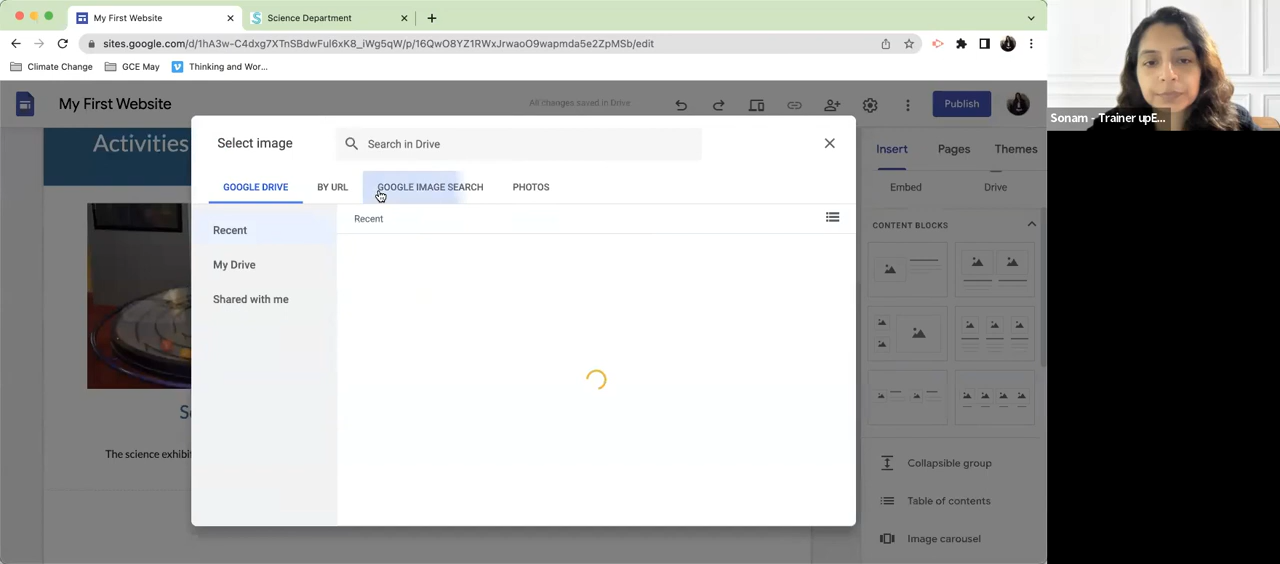 My First Website
Science Department
sites.google.com/d/1hA3w-C4dxg7XTnSBdwFul6xK8_iWg5qW/p/16QwO8YZ1RWxJrwaoO9wapmda5e2ZpMSb/edit
Climate Change
GCE May
Thinking and Wor...
My First Website
All changes saved in Drive
Publish
Sonam - Trainer upE...
Activities
Select image
Search in Drive
Insert
Pages
Themes
GOOGLE DRIVE
BY URL
GOOGLE IMAGE SEARCH
PHOTOS
Embed
Drive
Recent
Recent
My Drive
Shared with me
CONTENT BLOCKS
The science exhibi
Collapsible group
Table of contents
Image carousel